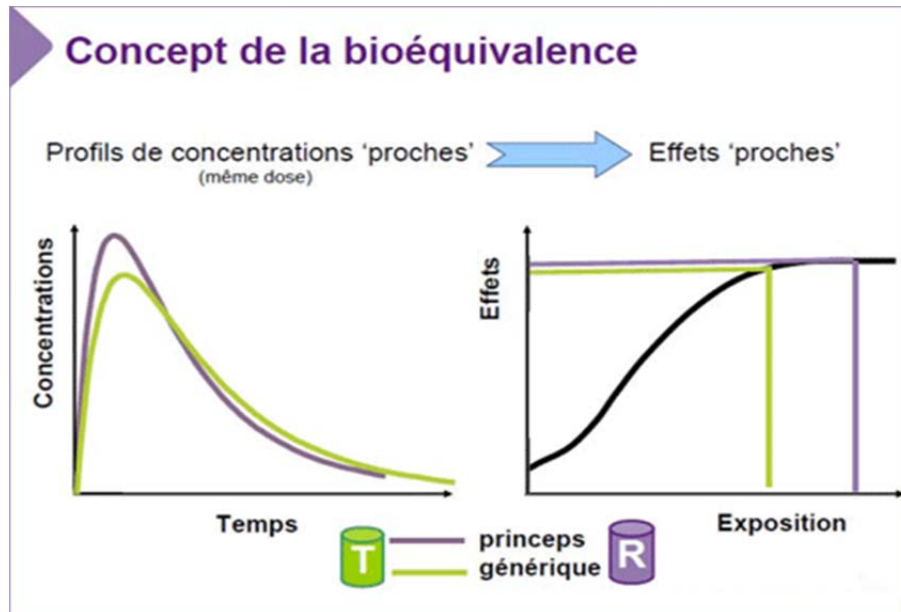 Concept de la bioéquivalence
Profils de concentrations ‘proches’
(même dose)
Effets ‘proches’
Concentrations
Temps
Effets
Exposition
T
princeps
générique
R